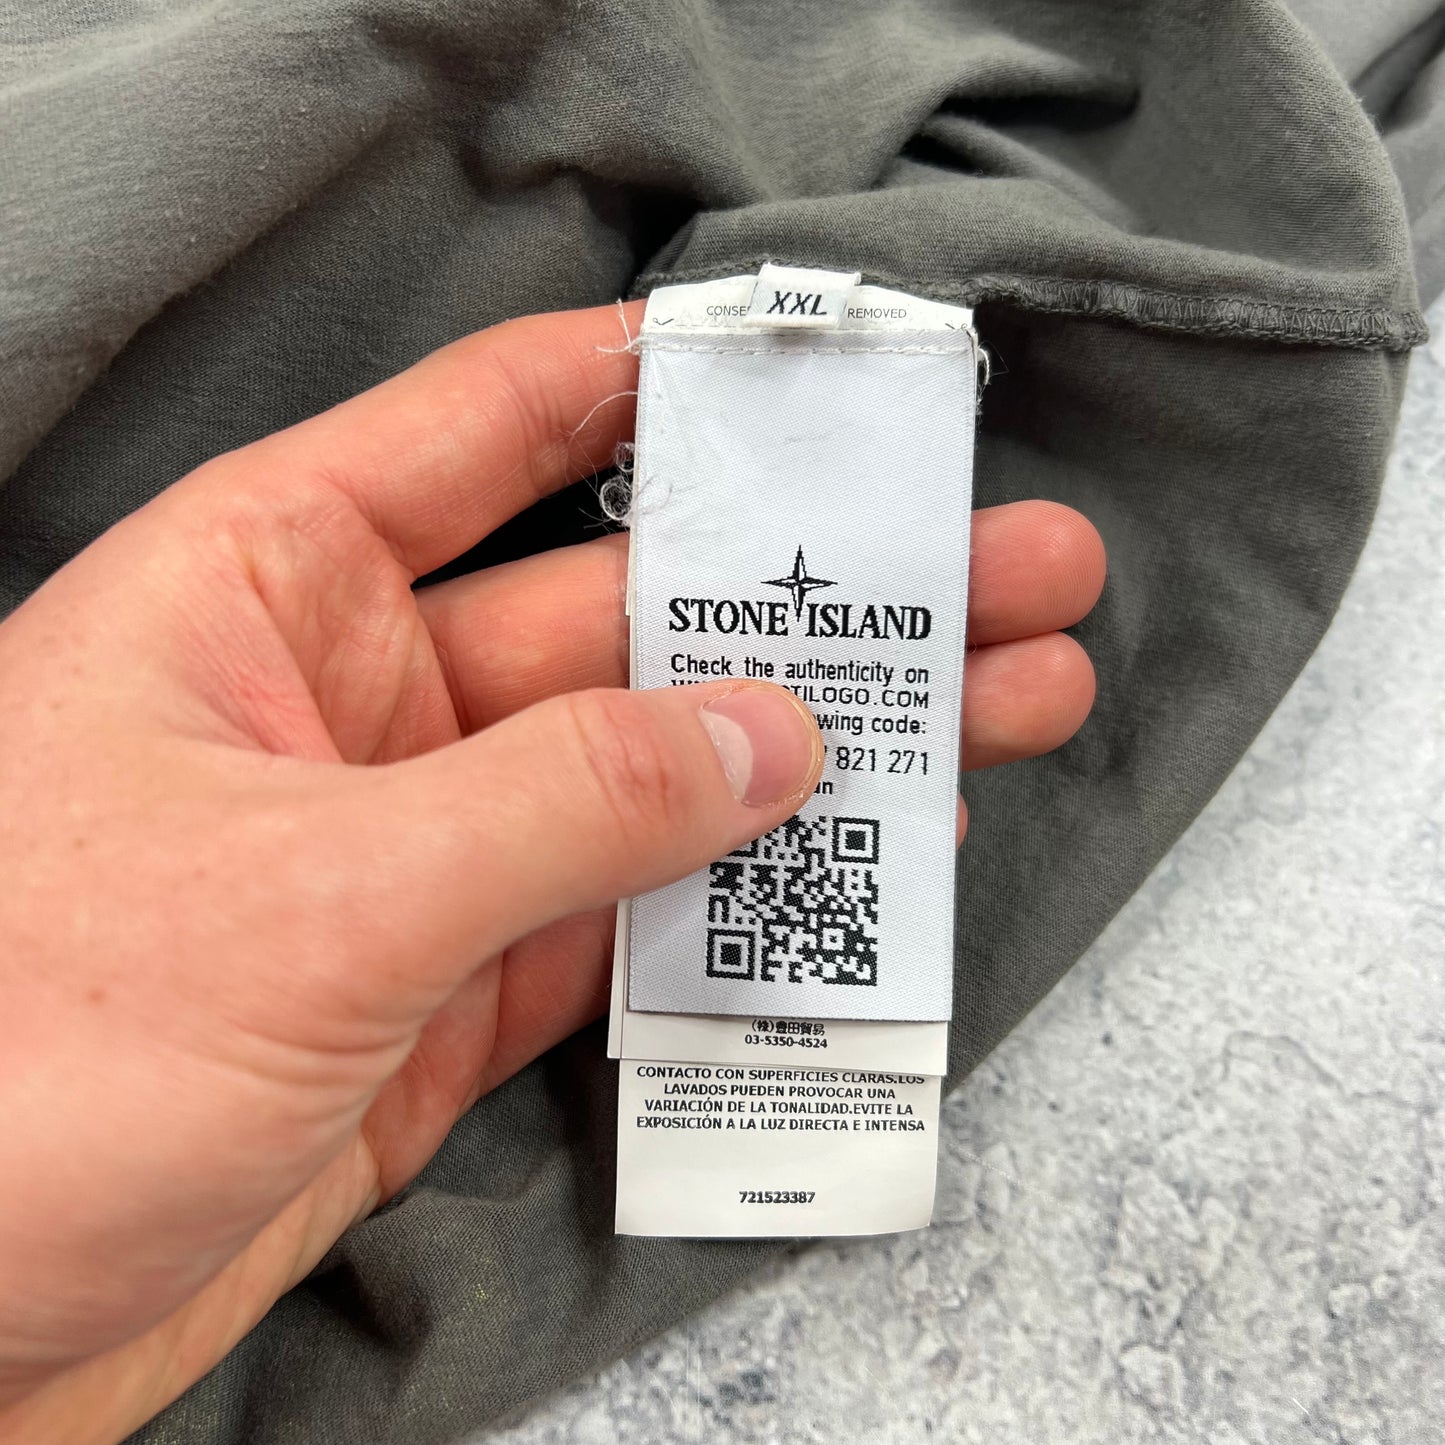 XXL
CONSE REMOVED
STONE ISLAND
Check the authenticity on
TILOGO.COM
wing code:
821 271
(株)豊田貿易
03-5350-4524
CONTACTO CON SUPERFICIES CLARAS.LOS
LAVADOS PUEDEN PROVOCAR UNA
VARIACIÓN DE LA TONALIDAD.EVITE LA
EXPOSICIÓN A LA LUZ DIRECTA E INTENSA
721523387